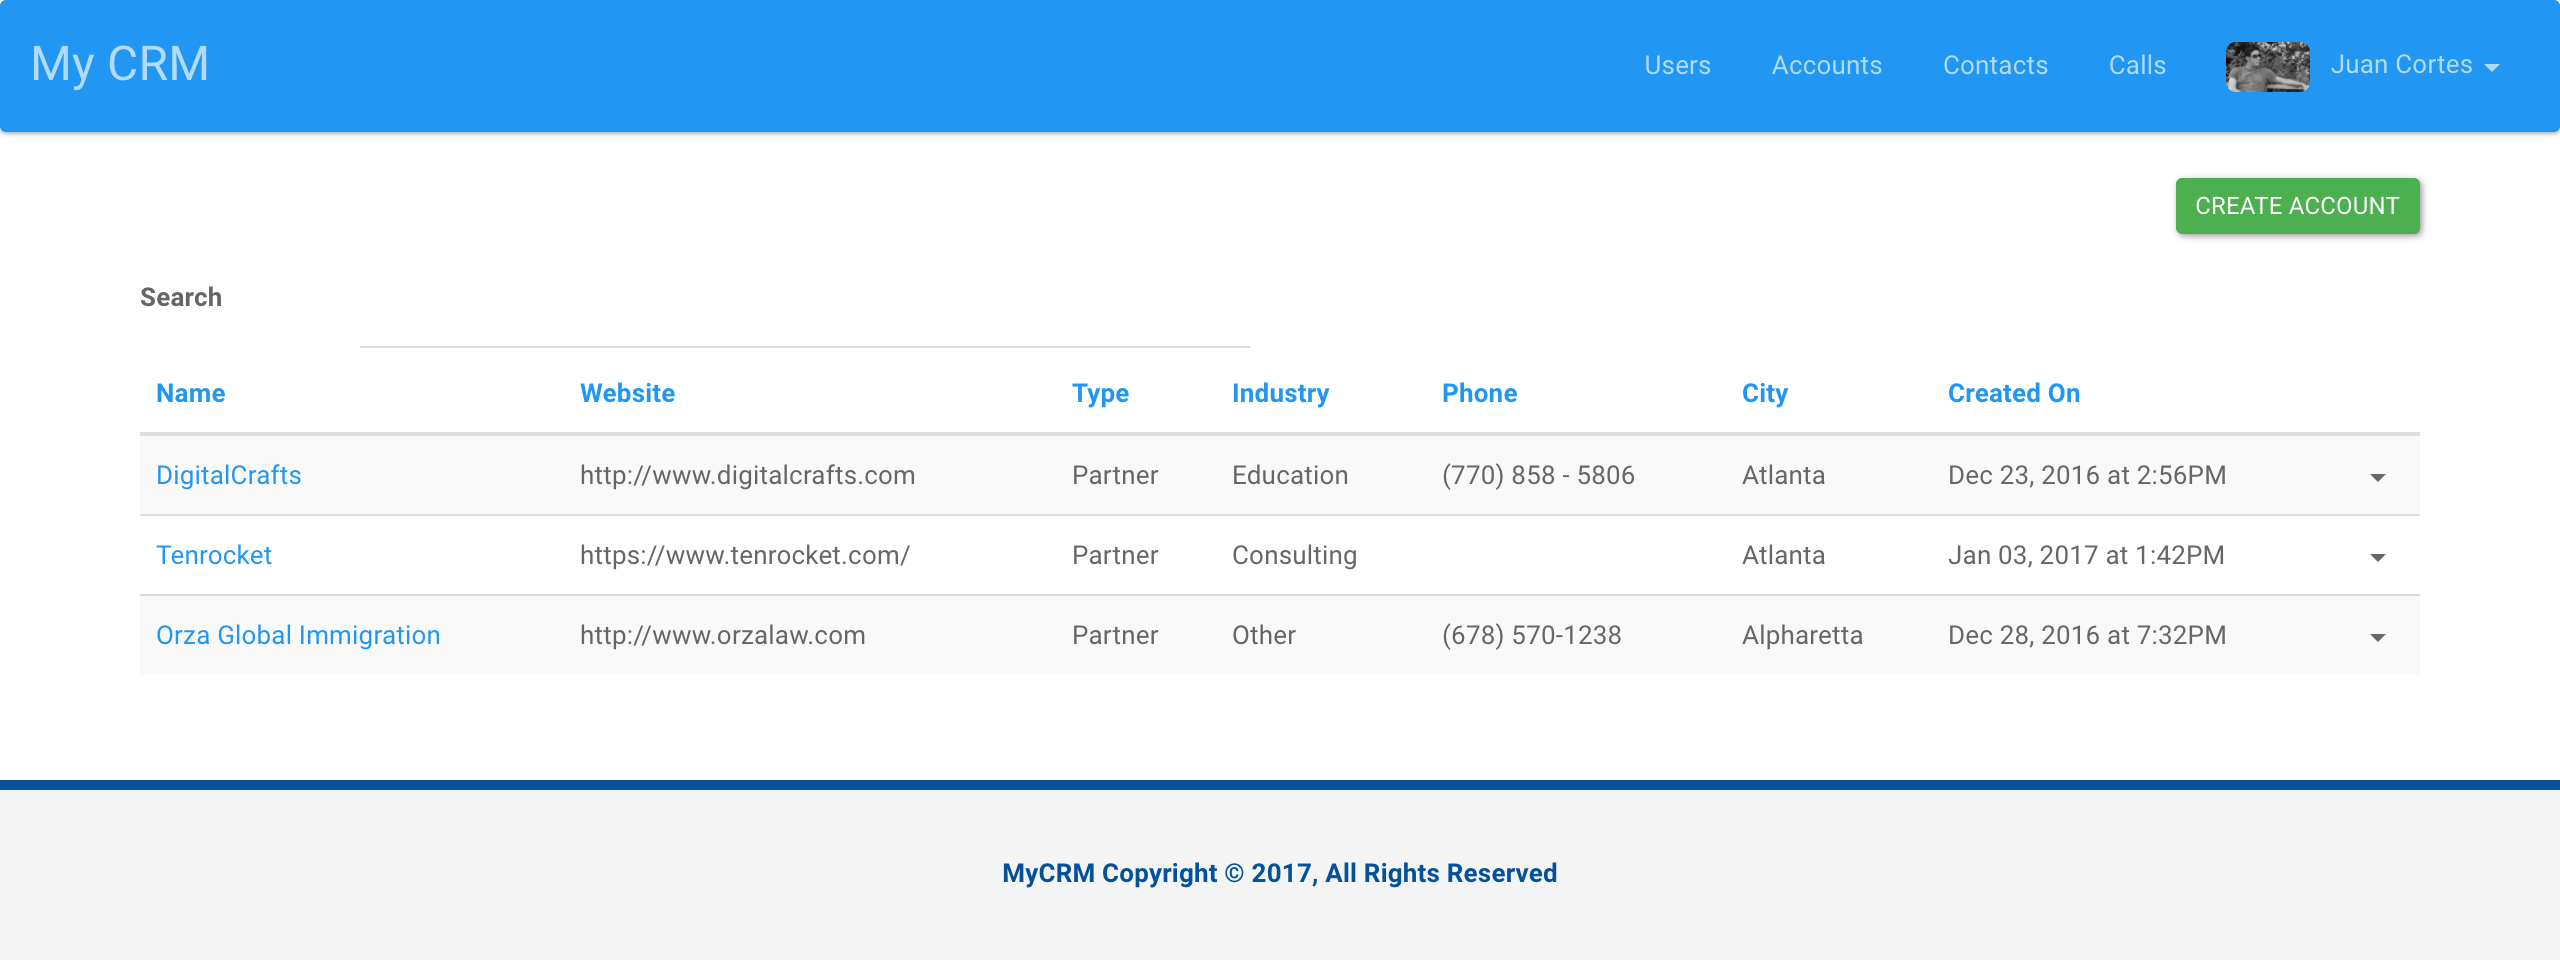 My CRM Users Accounts Contacts Calls Juan Cortes
CREATE ACCOUNT
Search
Name Website Type Industry Phone City Created On
DigitalCrafts http://www.digitalcrafts.com Partner Education (770) 858 - 5806 Atlanta Dec 23, 2016 at 2:56PM
Tenrocket https://www.tenrocket.com/ Partner Consulting Atlanta Jan 03, 2017 at 1:42PM
Orza Global Immigration http://www.orzalaw.com Partner Other (678) 570-1238 Alpharetta Dec 28, 2016 at 7:32PM
MyCRM Copyright © 2017, All Rights Reserved